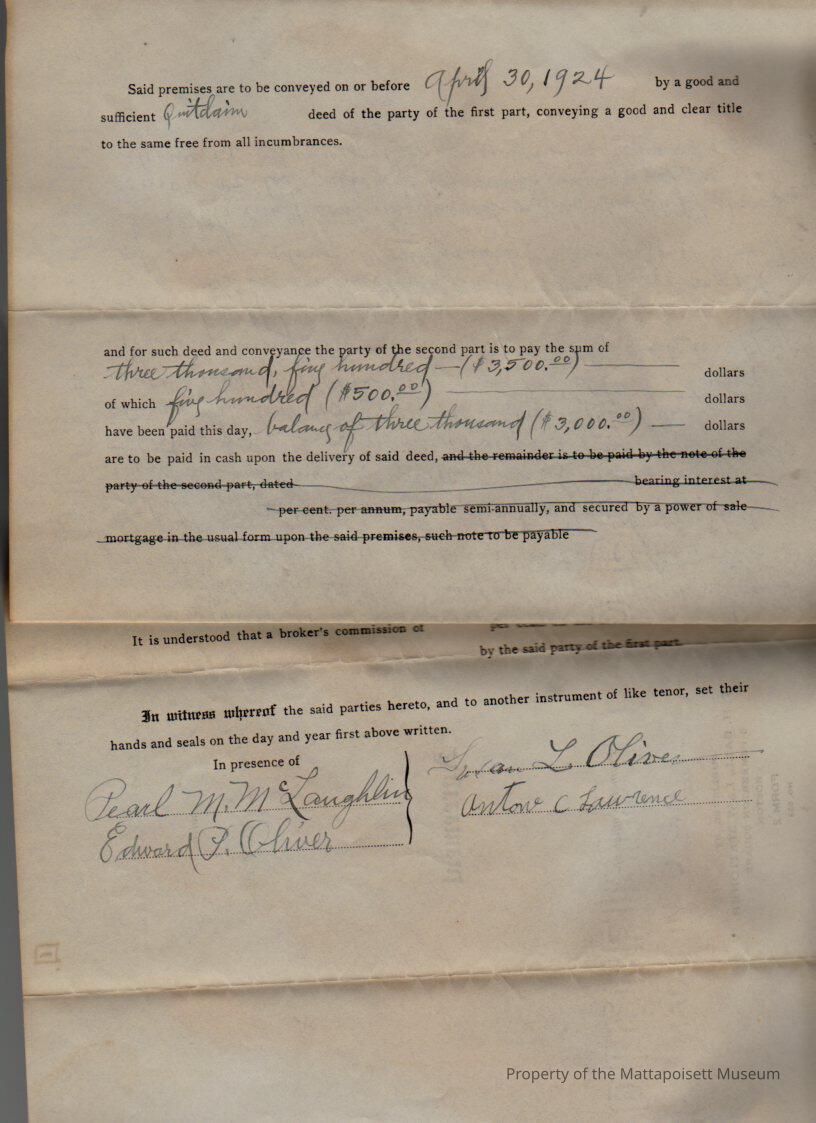 Said premises are to be conveyed on or before April 30, 1924 by a good and
sufficient Quitclaim deed of the party of the first part, conveying a good and clear title
to the same free from all incumbrances.
and for such deed and conveyance the party of the second part is to pay the sum of
three thousand, five hundred — ($3,500.00) dollars
of which five hundred ($500.00) dollars
have been paid this day, balance of three thousand ($3,000.00) — dollars
are to be paid in cash upon the delivery of said deed, and the remainder is to be paid by the note of the
party of the second part, dated bearing interest at
per cent. per annum, payable semi-annually, and secured by a power of sale
mortgage in the usual form upon the said premises, such note to be payable
It is understood that a broker's commission of
by the said party of the first part.
In witness whereof the said parties hereto, and to another instrument of like tenor, set their
hands and seals on the day and year first above written.
In presence of
Pearl M. McLaughlin
Edward P. Oliver
Susan L. Oliver
Antone C Lawrence
Property of the Mattapoisett Museum